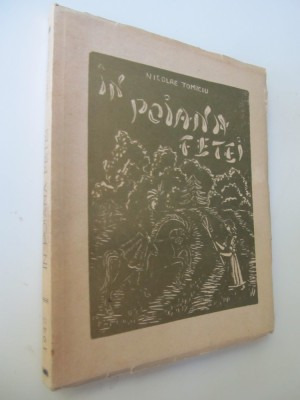 NICOLAE TOMICIU
ÎN
POIANA
FETEI